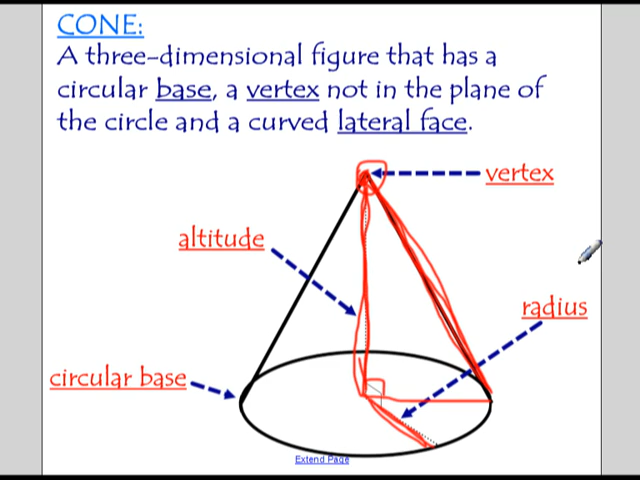 CONE:
A three-dimensional figure that has a
circular base, a vertex not in the plane of
the circle and a curved lateral face.
vertex
altitude
radius
circular base
Extend Page